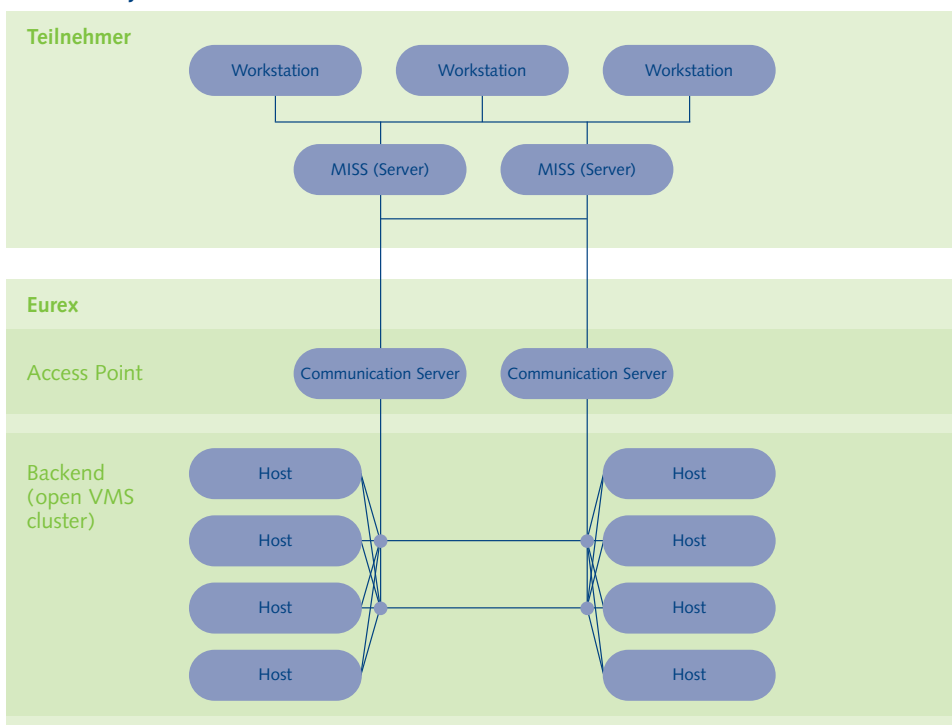 Teilnehmer
Workstation
Workstation
Workstation
MISS (Server)
MISS (Server)
Eurex
Access Point
Communication Server
Communication Server
Backend
(open VMS
cluster)
Host
Host
Host
Host
Host
Host
Host
Host